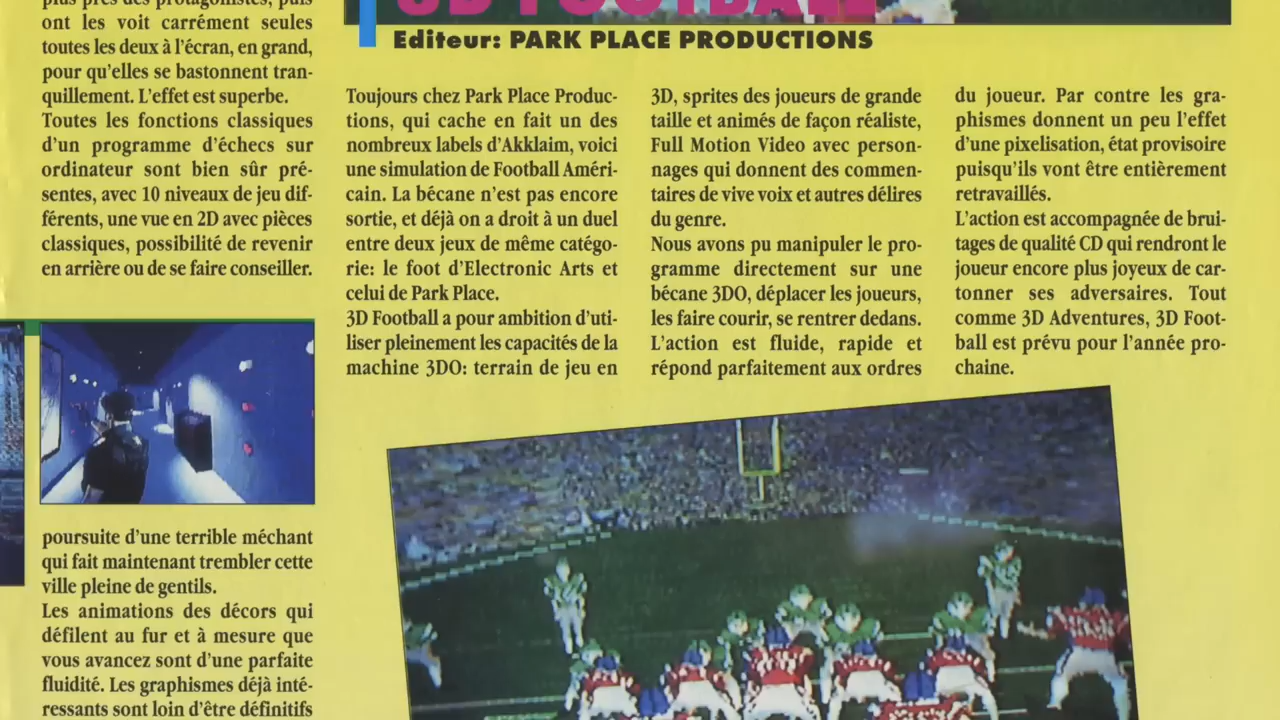 plus près des protagonistes, puis
ont les voit carrément seules
toutes les deux à l'écran, en grand,
pour qu'elles se bastonnent tran-
quillement. L'effet est superbe.
Toutes les fonctions classiques
d'un programme d'échecs sur
ordinateur sont bien sûr pré-
sentes, avec 10 niveaux de jeu dif-
férents, une vue en 2D avec pièces
classiques, possibilité de revenir
en arrière ou de se faire conseiller.
poursuite d'une terrible méchant
qui fait maintenant trembler cette
ville pleine de gentils.
Les animations des décors qui
défilent au fur et à mesure que
vous avancez sont d'une parfaite
fluidité. Les graphismes déjà inté-
ressants sont loin d'être définitifs
3D FOOTBALL
Editeur: PARK PLACE PRODUCTIONS
Toujours chez Park Place Produc-
tions, qui cache en fait un des
nombreux labels d'Akklaim, voici
une simulation de Football Améri-
cain. La bécane n'est pas encore
sortie, et déjà on a droit à un duel
entre deux jeux de même catégo-
rie: le foot d'Electronic Arts et
celui de Park Place.
3D Football a pour ambition d'uti-
liser pleinement les capacités de la
machine 3DO: terrain de jeu en
3D, sprites des joueurs de grande
taille et animés de façon réaliste,
Full Motion Video avec person-
nages qui donnent des commen-
taires de vive voix et autres délires
du genre.
Nous avons pu manipuler le pro-
gramme directement sur une
bécane 3DO, déplacer les joueurs,
les faire courir, se rentrer dedans.
L'action est fluide, rapide et
répond parfaitement aux ordres
du joueur. Par contre les gra-
phismes donnent un peu l'effet
d'une pixelisation, état provisoire
puisqu'ils vont être entièrement
retravaillés.
L'action est accompagnée de brui-
tages de qualité CD qui rendront le
joueur encore plus joyeux de car-
tonner ses adversaires. Tout
comme 3D Adventures, 3D Foot-
ball est prévu pour l'année pro-
chaine.